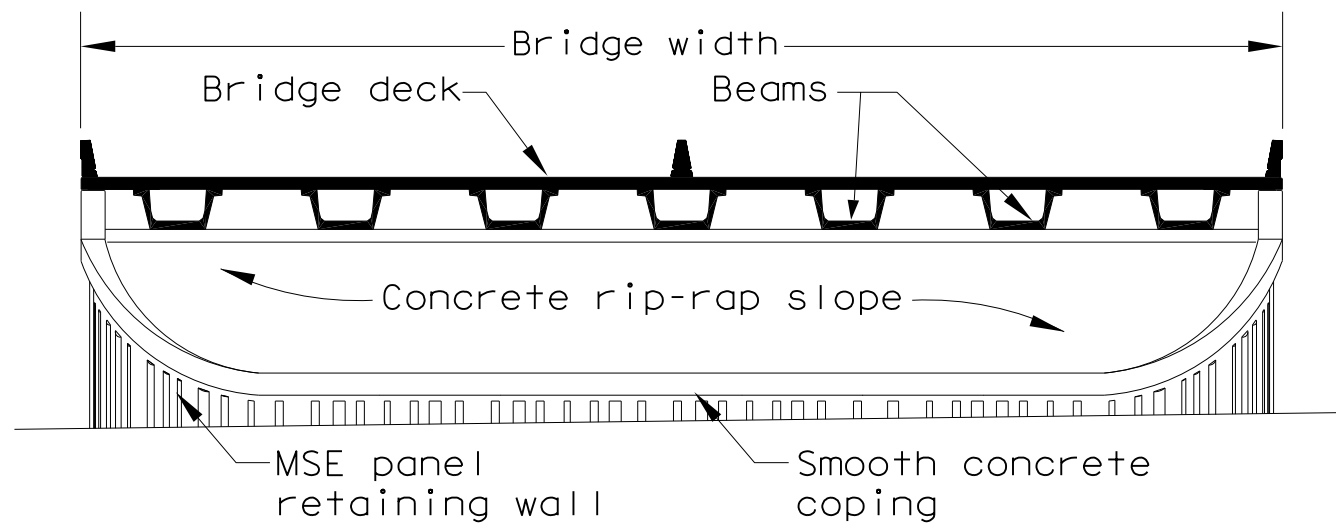 Bridge width
Bridge deck
Beams
Concrete rip-rap slope
MSE panel
retaining wall
Smooth concrete
coping